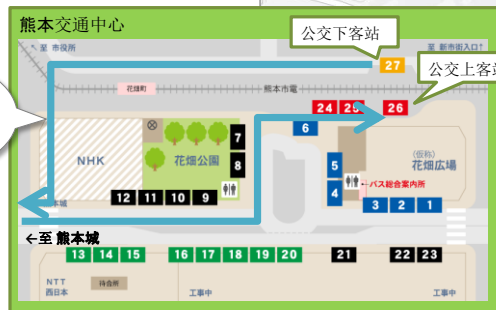 熊本交通中心
公交下客站
至 市役所
至 新市街入口↑
27
公交上客站
花畑町
熊本市電
24 25 26
6
7
NHK
花畑公園
8
5
(仮称)
花畑広場
4
←バス総合案内所
12 11 10 9
3 2 1
本城
←至 熊本城
13 14 15 16 17 18 19 20 21 22 23
NTT
西日本
待合所
工事中
工事中